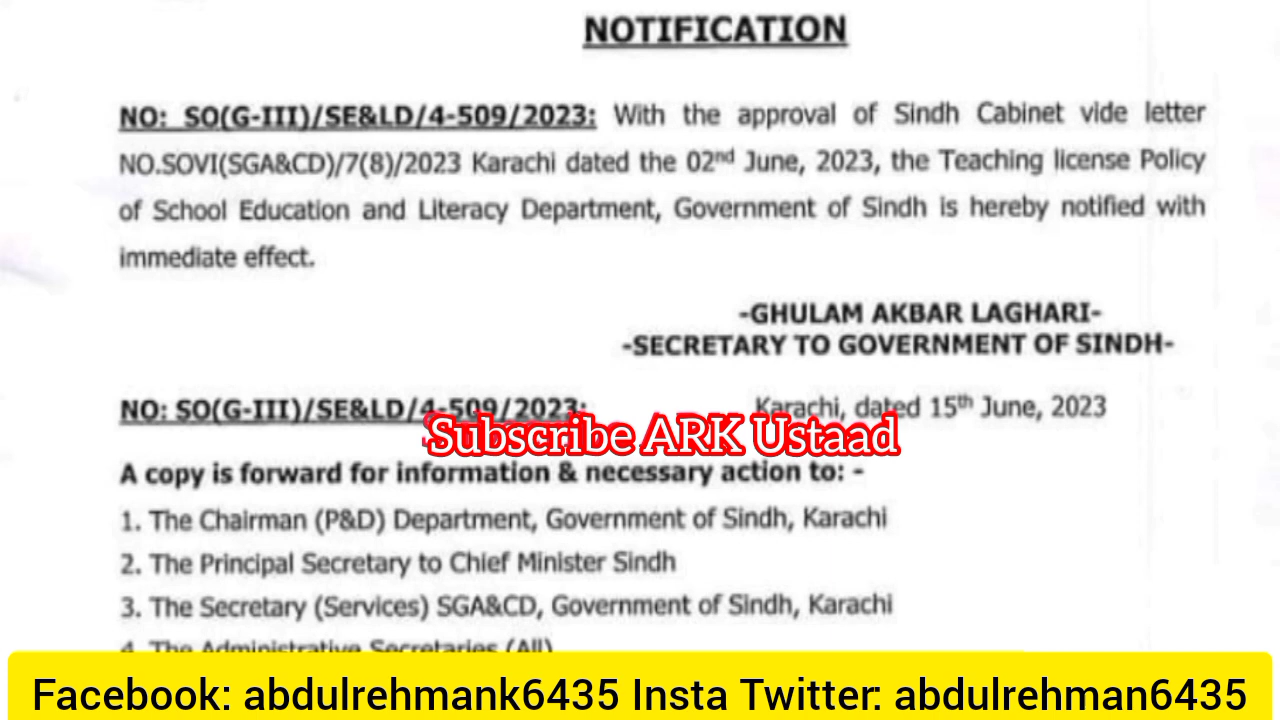 NOTIFICATION
NO: SO(G-III)/SE&LD/4-509/2023: With the approval of Sindh Cabinet vide letter
NO.SOVI(SGA&CD)/7(8)/2023 Karachi dated the 02nd June, 2023, the Teaching license Policy
of School Education and Literacy Department, Government of Sindh is hereby notified with
immediate effect.
-GHULAM AKBAR LAGHARI-
-SECRETARY TO GOVERNMENT OF SINDH-
NO: SO(G-III)/SE&LD/4-509/2023: Karachi, dated 15th June, 2023
Subscribe ARK Ustaad
A copy is forward for information & necessary action to: -
1. The Chairman (P&D) Department, Government of Sindh, Karachi
2. The Principal Secretary to Chief Minister Sindh
3. The Secretary (Services) SGA&CD, Government of Sindh, Karachi
4. The Administrative Secretaries (All)
Facebook: abdulrehmank6435 Insta Twitter: abdulrehman6435